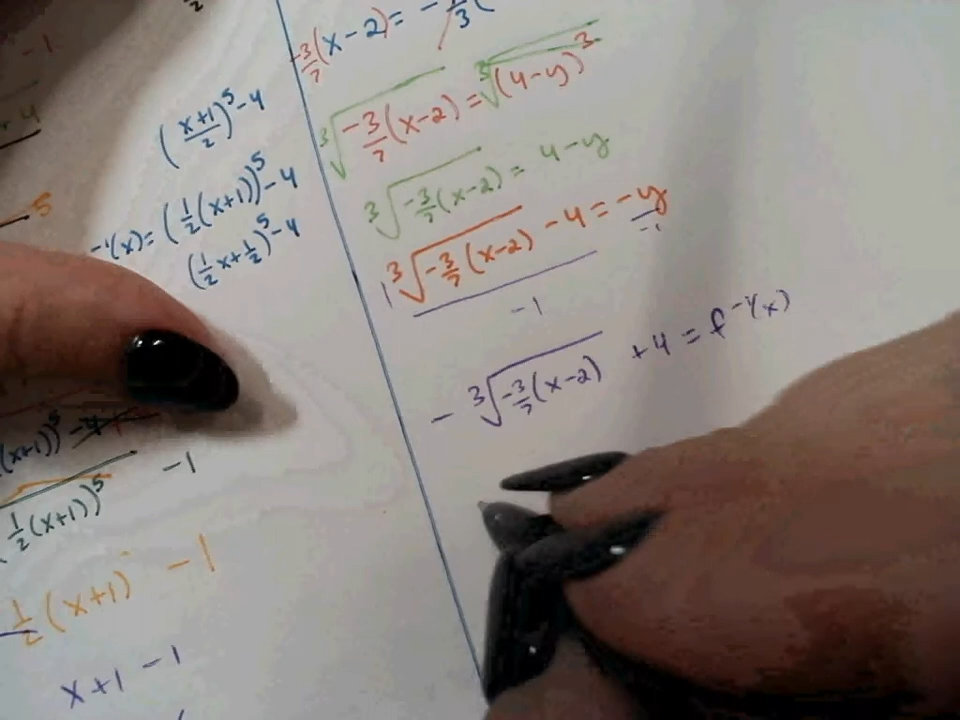 - 1
+ 4
5
(x+1/2)^5 - 4
-1(x) = (1/2(x+1))^5 - 4
(1/2x+1/2)^5 - 4
(x+1))^5
1/2(x+1))^5 - 1
1/2(x+1) - 1
x+1 - 1
-3/7(x-2) = -
∛-3/7(x-2) = ∛(4-y)^3
∛-3/7(x-2) = 4-y
∛-3/7(x-2) - 4 = -y
-1 -1
- ∛-3/7(x-2) + 4 = f^-1(x)